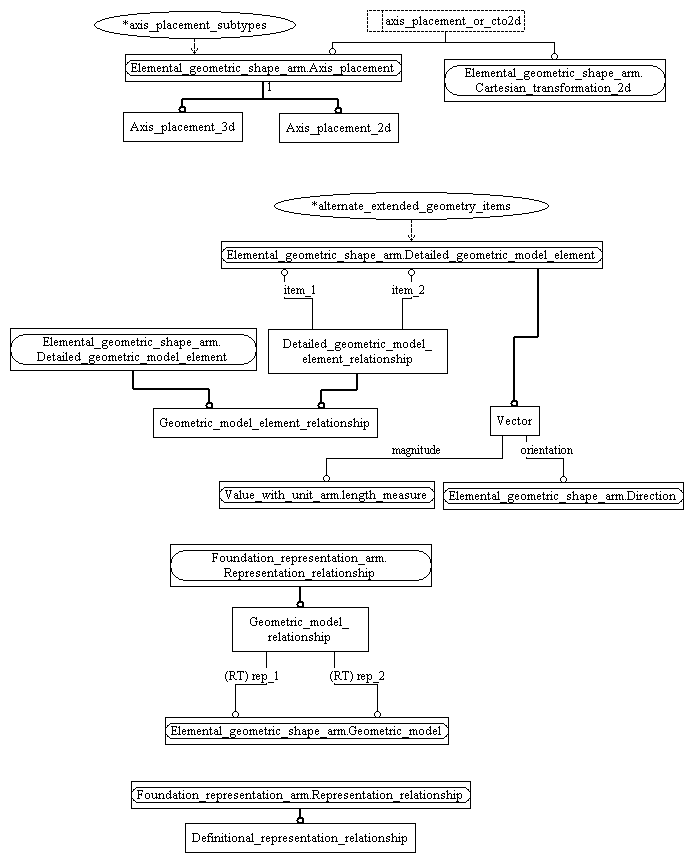 *axis_placement_subtypes
axis_placement_or_cto2d
Elemental_geometric_shape_arm.Axis_placement
Elemental_geometric_shape_arm.
Cartesian_transformation_2d
1
Axis_placement_3d
Axis_placement_2d
*alternate_extended_geometry_items
Elemental_geometric_shape_arm.Detailed_geometric_model_element
item_1
item_2
Elemental_geometric_shape_arm.
Detailed_geometric_model_element
Detailed_geometric_model_
element_relationship
Geometric_model_element_relationship
Vector
magnitude
orientation
Value_with_unit_arm.length_measure
Elemental_geometric_shape_arm.Direction
Foundation_representation_arm.
Representation_relationship
Geometric_model_
relationship
(RT) rep_1
(RT) rep_2
Elemental_geometric_shape_arm.Geometric_model
Foundation_representation_arm.Representation_relationship
Definitional_representation_relationship